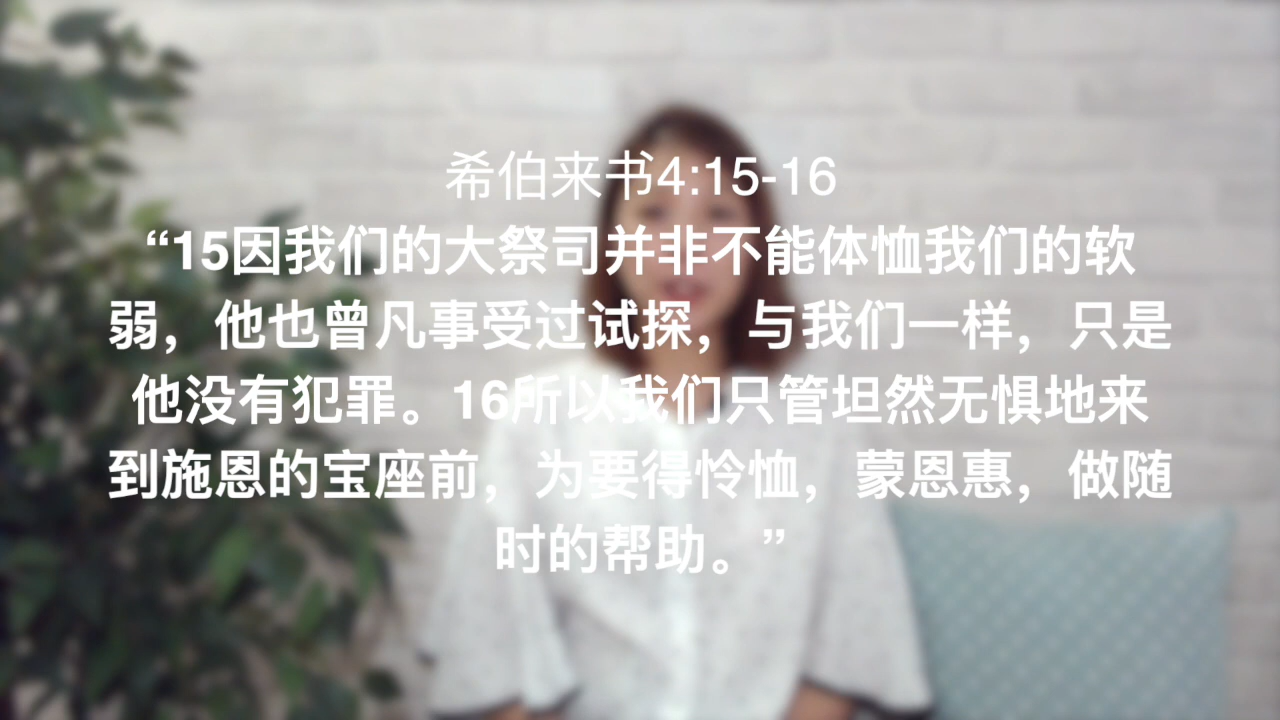 希伯来书4:15-16
“15因我们的大祭司并非不能体恤我们的软
弱，他也曾凡事受过试探，与我们一样，只是
他没有犯罪。16所以我们只管坦然无惧地来
到施恩的宝座前，为要得怜恤，蒙恩惠，做随
时的帮助。”